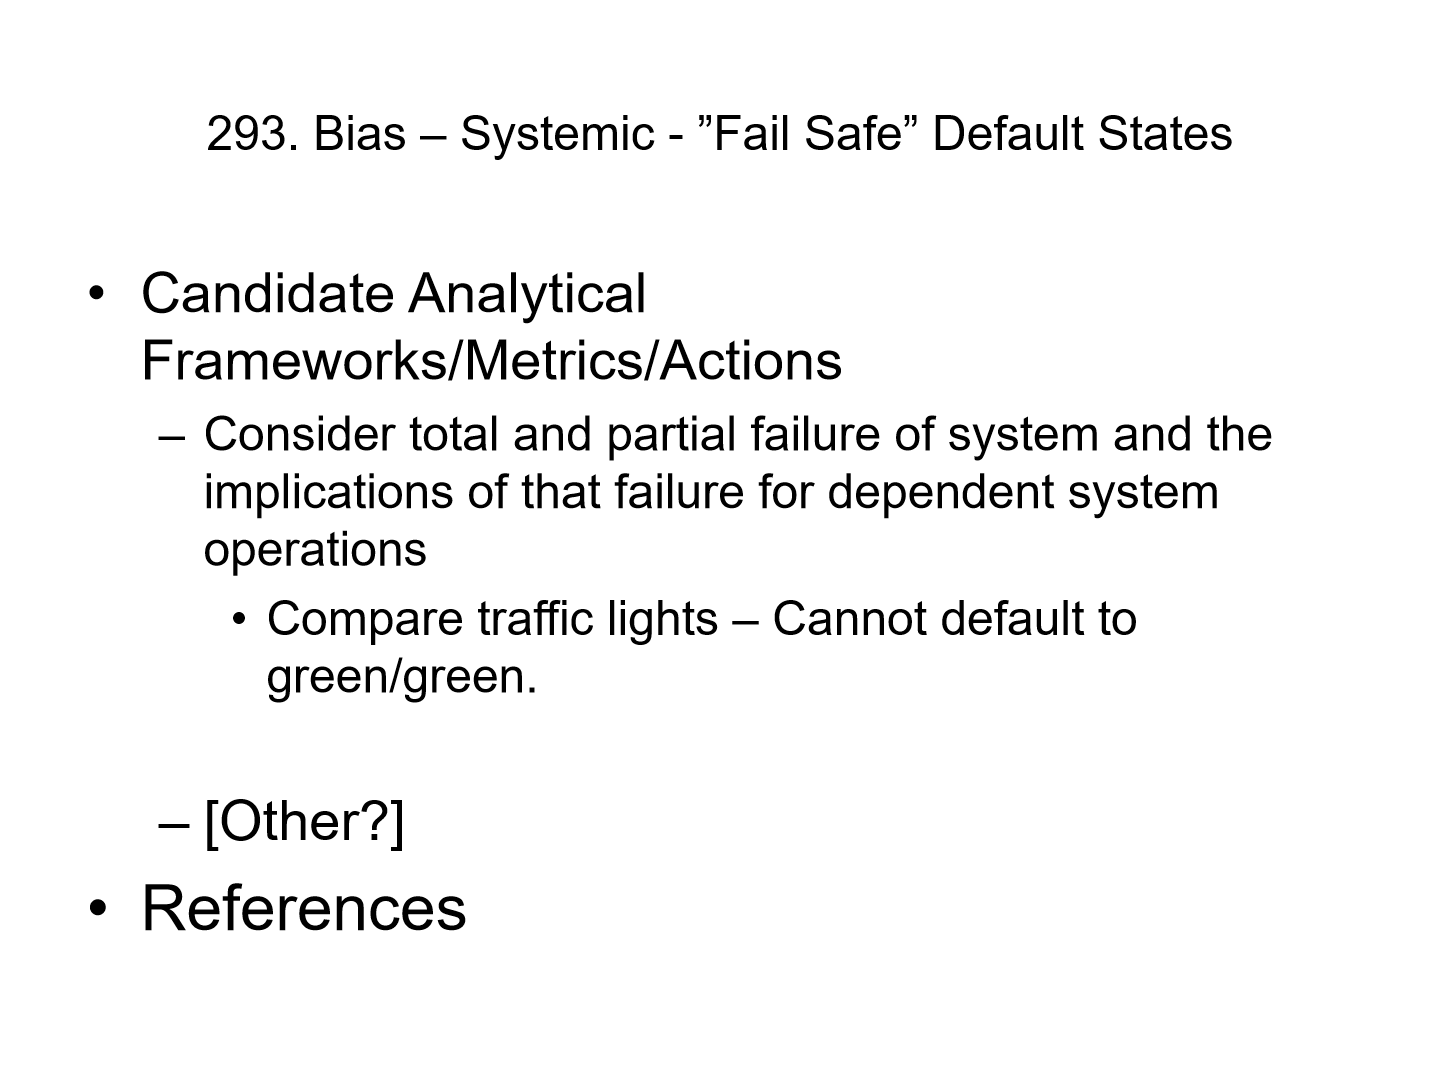 293. Bias – Systemic - ”Fail Safe” Default States
• Candidate Analytical
Frameworks/Metrics/Actions
– Consider total and partial failure of system and the
implications of that failure for dependent system
operations
• Compare traffic lights – Cannot default to
green/green.
– [Other?]
• References